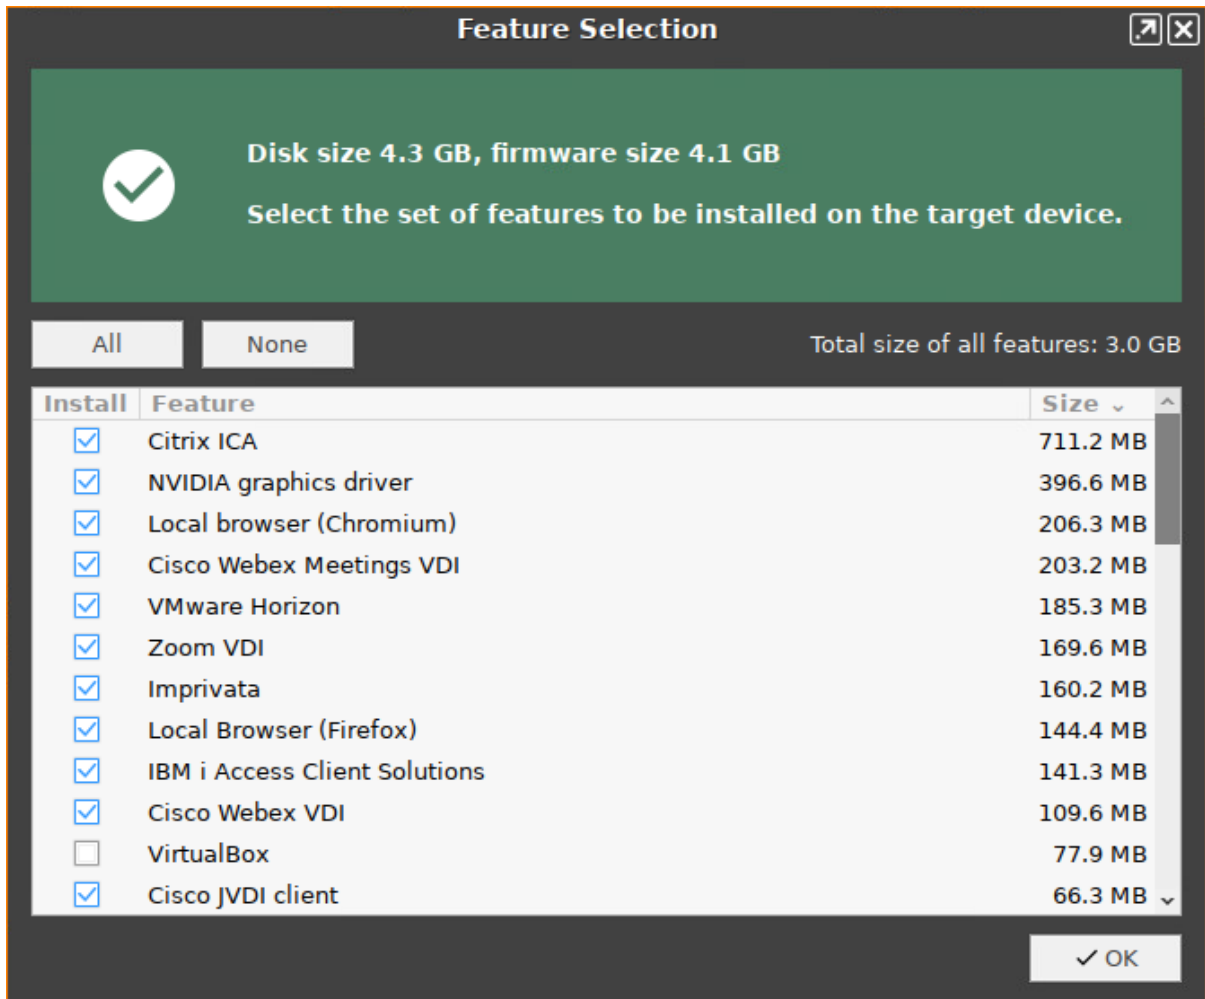 Feature Selection
Disk size 4.3 GB, firmware size 4.1 GB
Select the set of features to be installed on the target device.
All None Total size of all features: 3.0 GB
Install Feature Size
Citrix ICA 711.2 MB
NVIDIA graphics driver 396.6 MB
Local browser (Chromium) 206.3 MB
Cisco Webex Meetings VDI 203.2 MB
VMware Horizon 185.3 MB
Zoom VDI 169.6 MB
Imprivata 160.2 MB
Local Browser (Firefox) 144.4 MB
IBM i Access Client Solutions 141.3 MB
Cisco Webex VDI 109.6 MB
VirtualBox 77.9 MB
Cisco JVDI client 66.3 MB
OK